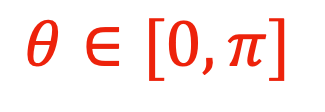 θ ∈ [0, π]